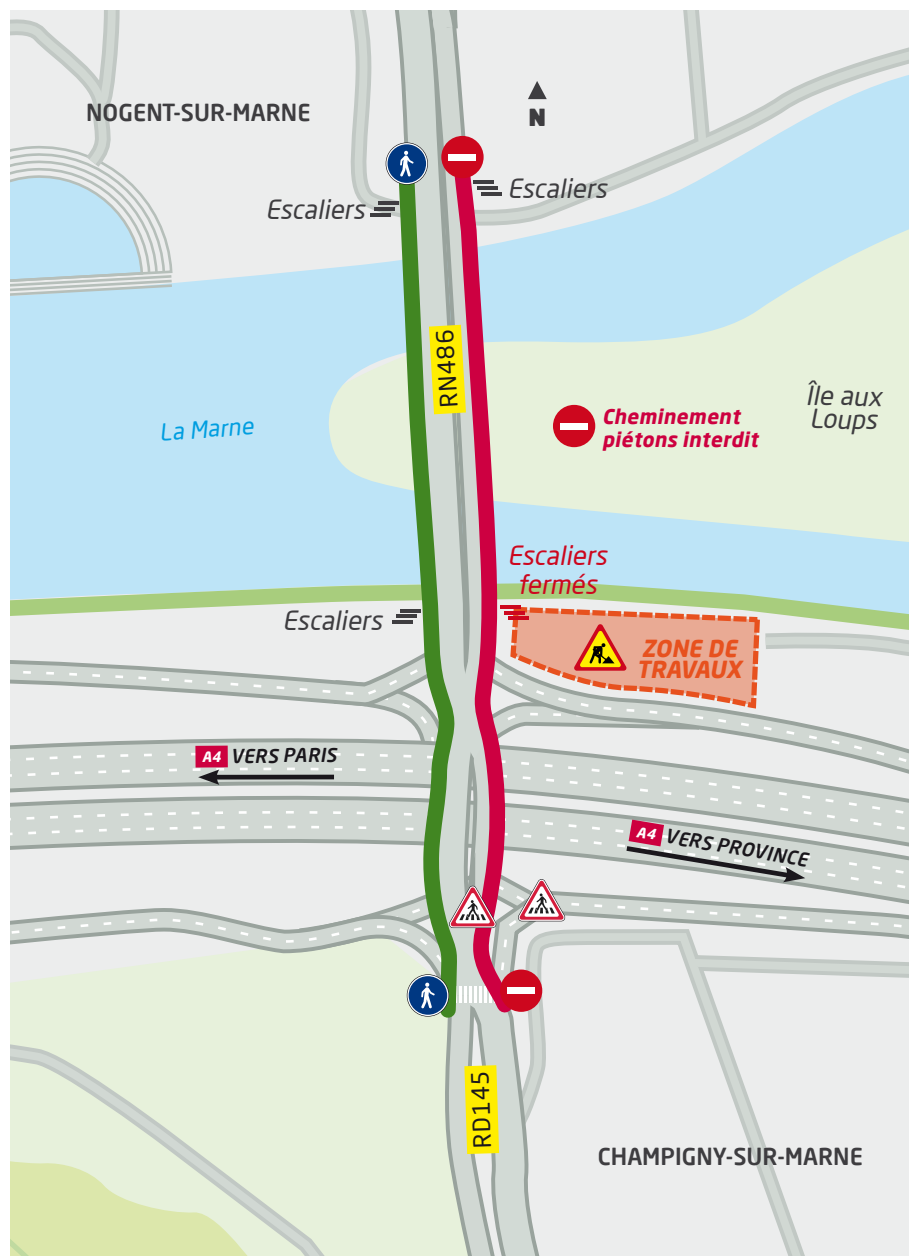 NOGENT-SUR-MARNE
N
Escaliers
Escaliers
RN486
Île aux
Loups
Cheminement
piétons interdit
La Marne
Escaliers
fermés
Escaliers
ZONE DE
TRAVAUX
A4 VERS PARIS
A4 VERS PROVINCE
RD145
CHAMPIGNY-SUR-MARNE